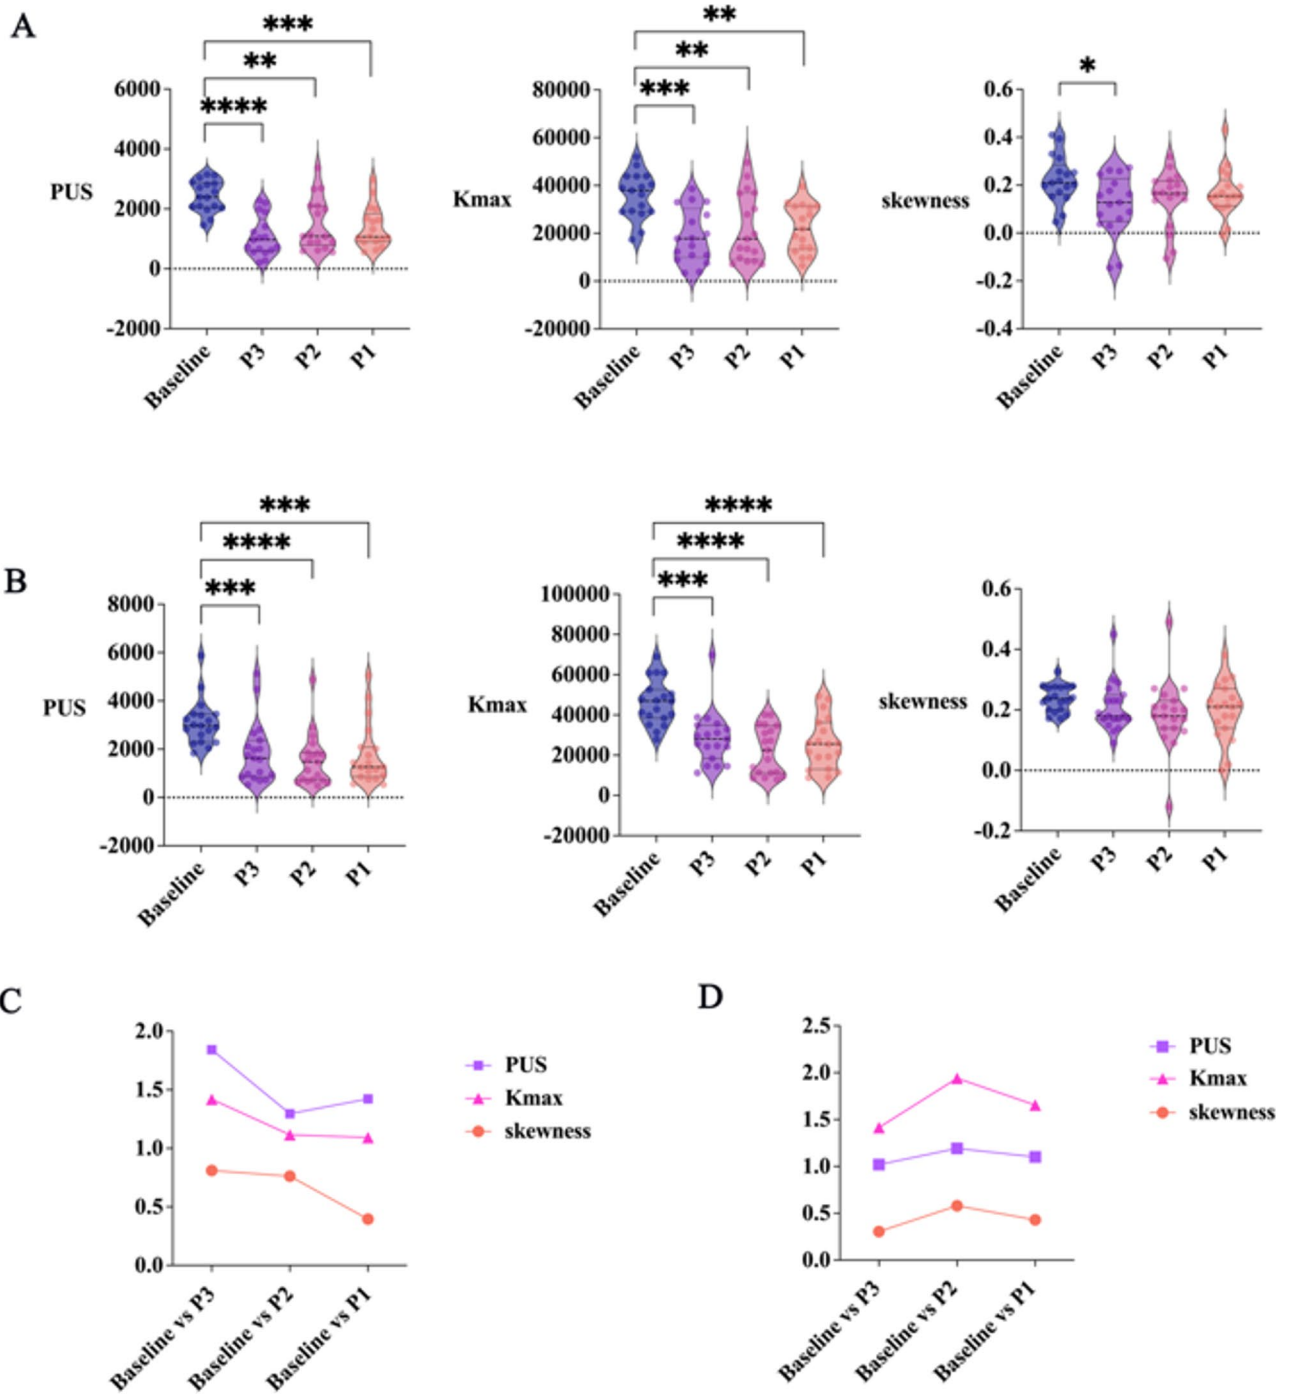 A
***
**
****
6000
4000
2000
0
-2000
PUS
Baseline
P3
P2
P1
**
**
***
80000
60000
40000
20000
0
-20000
Kmax
Baseline
P3
P2
P1
*
0.6
0.4
0.2
0.0
-0.2
-0.4
skewness
Baseline
P3
P2
P1
B
***
****
***
8000
6000
4000
2000
0
-2000
PUS
Baseline
P3
P2
P1
****
****
***
100000
80000
60000
40000
20000
0
-20000
Kmax
Baseline
P3
P2
P1
0.6
0.4
0.2
0.0
-0.2
skewness
Baseline
P3
P2
P1
C
2.0
1.5
1.0
0.5
0.0
Baseline vs P3
Baseline vs P2
Baseline vs P1
PUS
Kmax
skewness
D
2.5
2.0
1.5
1.0
0.5
0.0
Baseline vs P3
Baseline vs P2
Baseline vs P1
PUS
Kmax
skewness